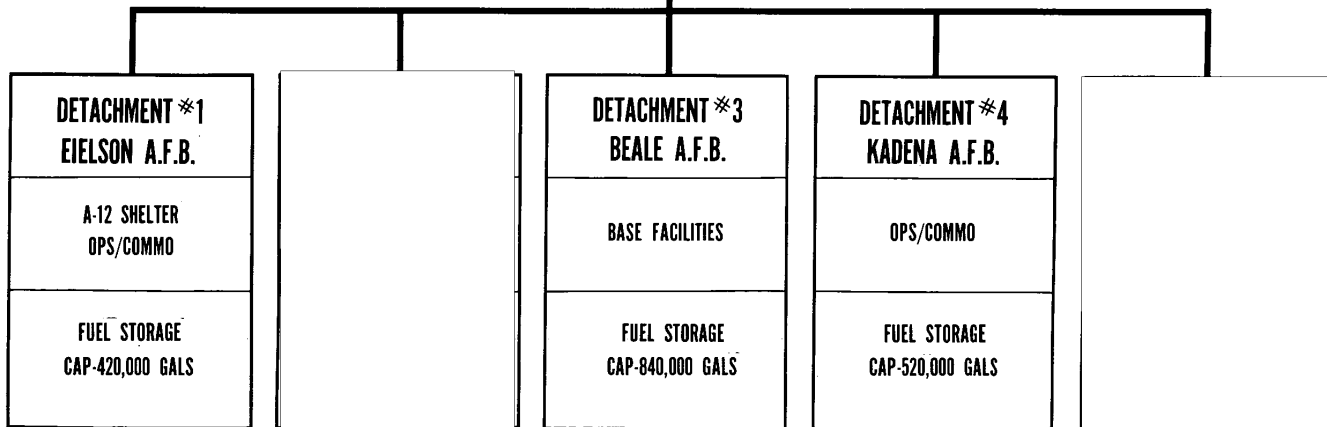 DETACHMENT #1
EIELSON A.F.B.
A-12 SHELTER
OPS/COMMO
FUEL STORAGE
CAP-420,000 GALS
DETACHMENT #3
BEALE A.F.B.
BASE FACILITIES
FUEL STORAGE
CAP-840,000 GALS
DETACHMENT #4
KADENA A.F.B.
OPS/COMMO
FUEL STORAGE
CAP-520,000 GALS